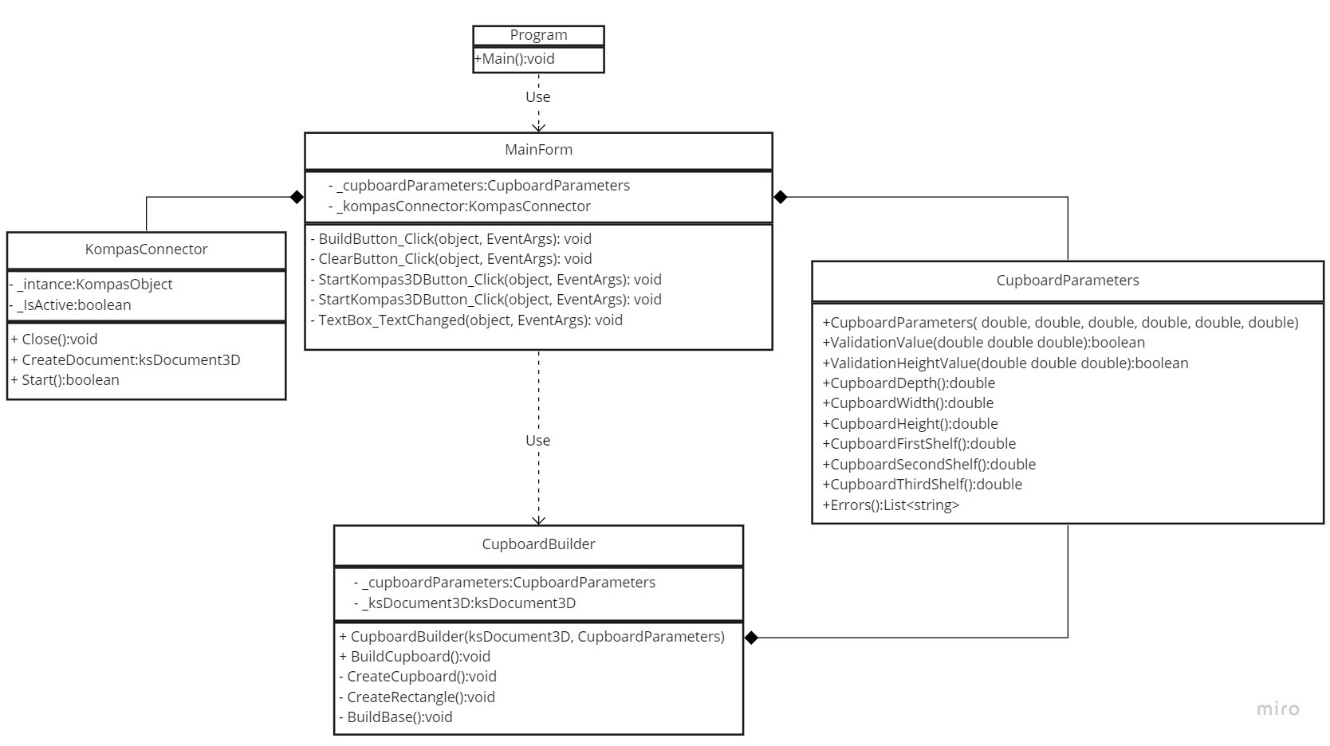 Program
+Main():void
Use
MainForm
- _cupboardParameters:CupboardParameters
- _kompasConnector:KompasConnector
- BuildButton_Click(object, EventArgs): void
- ClearButton_Click(object, EventArgs): void
- StartKompas3DButton_Click(object, EventArgs): void
- StartKompas3DButton_Click(object, EventArgs): void
- TextBox_TextChanged(object, EventArgs): void
KompasConnector
- _intance:KompasObject
- _IsActive:boolean
+ Close():void
+ CreateDocument:ksDocument3D
+ Start():boolean
CupboardParameters
+CupboardParameters( double, double, double, double, double, double)
+ValidationValue(double double double):boolean
+ValidationHeightValue(double double double):boolean
+CupboardDepth():double
+CupboardWidth():double
+CupboardHeight():double
+CupboardFirstShelf():double
+CupboardSecondShelf():double
+CupboardThirdShelf():double
+Errors():List<string>
Use
CupboardBuilder
- _cupboardParameters:CupboardParameters
- _ksDocument3D:ksDocument3D
+ CupboardBuilder(ksDocument3D, CupboardParameters)
+ BuildCupboard():void
- CreateCupboard():void
- CreateRectangle():void
- BuildBase():void
miro